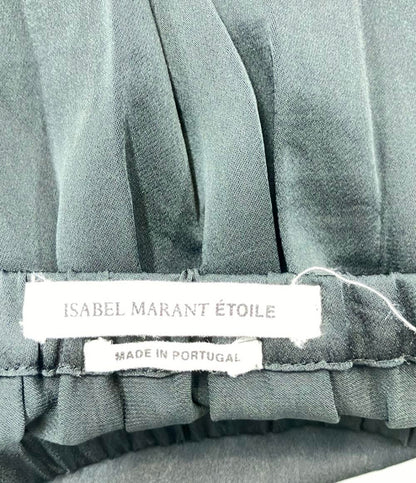 ISABEL MARANT ÉTOILE
MADE IN PORTUGAL